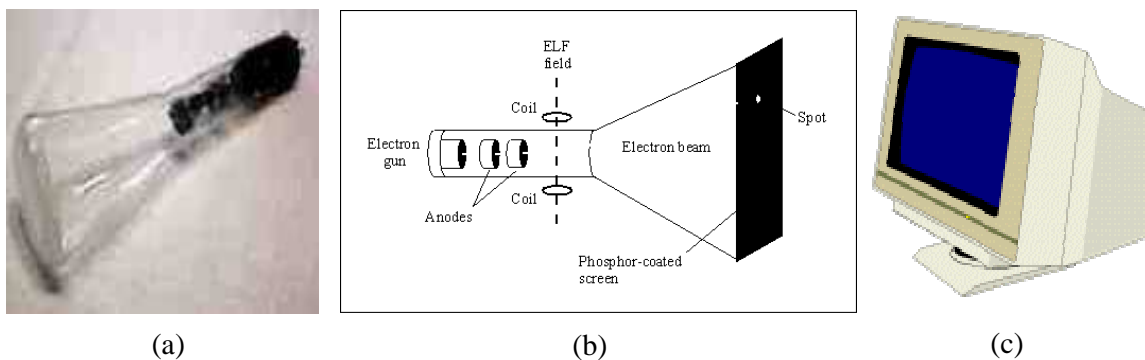 ELF
field
Coil
Electron
gun
Electron beam
Spot
Anodes
Coil
Phosphor-coated
screen
(a)
(b)
(c)